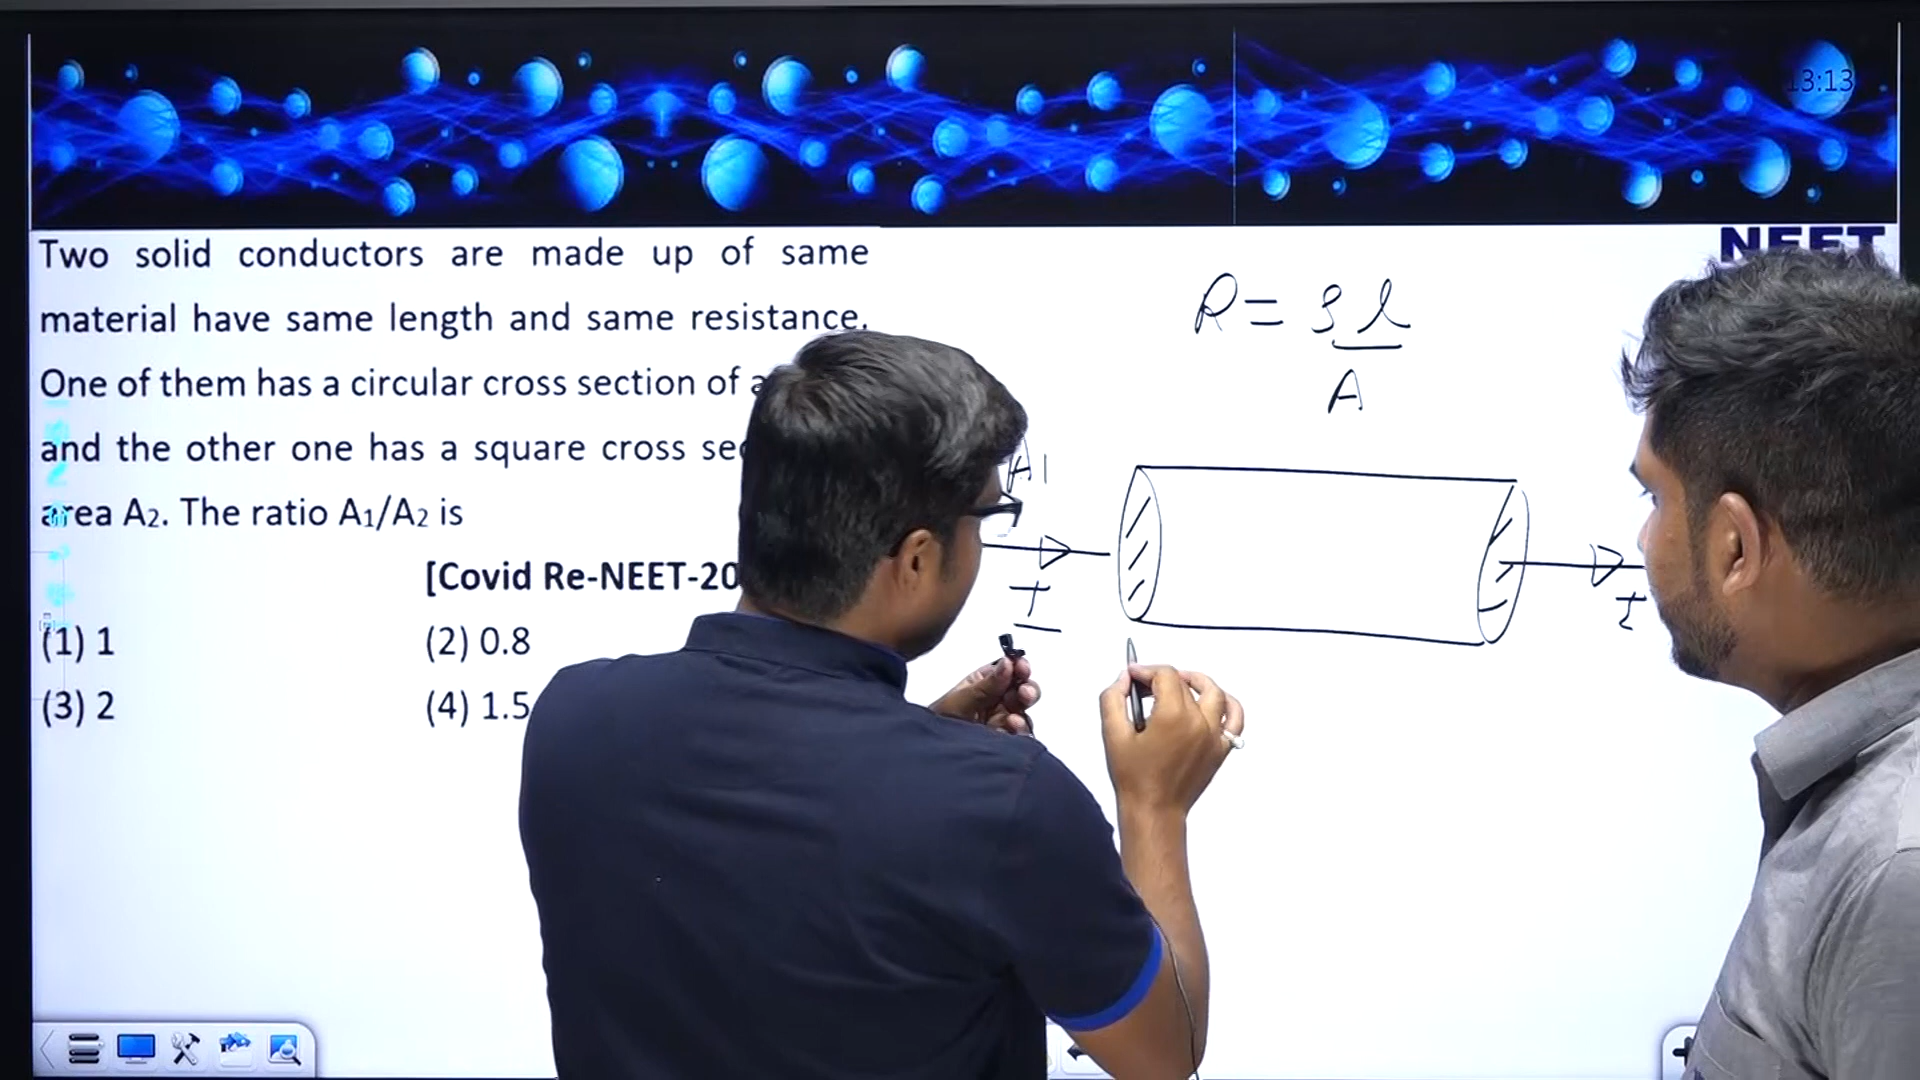 13:13
NEET
Two solid conductors are made up of same
material have same length and same resistance.
One of them has a circular cross section of
and the other one has a square cross
area A₂. The ratio A₁/A₂ is
[Covid Re-NEET-20
(1) 1
(2) 0.8
(3) 2
(4) 1.5
R = ρl
A
A1
I
I